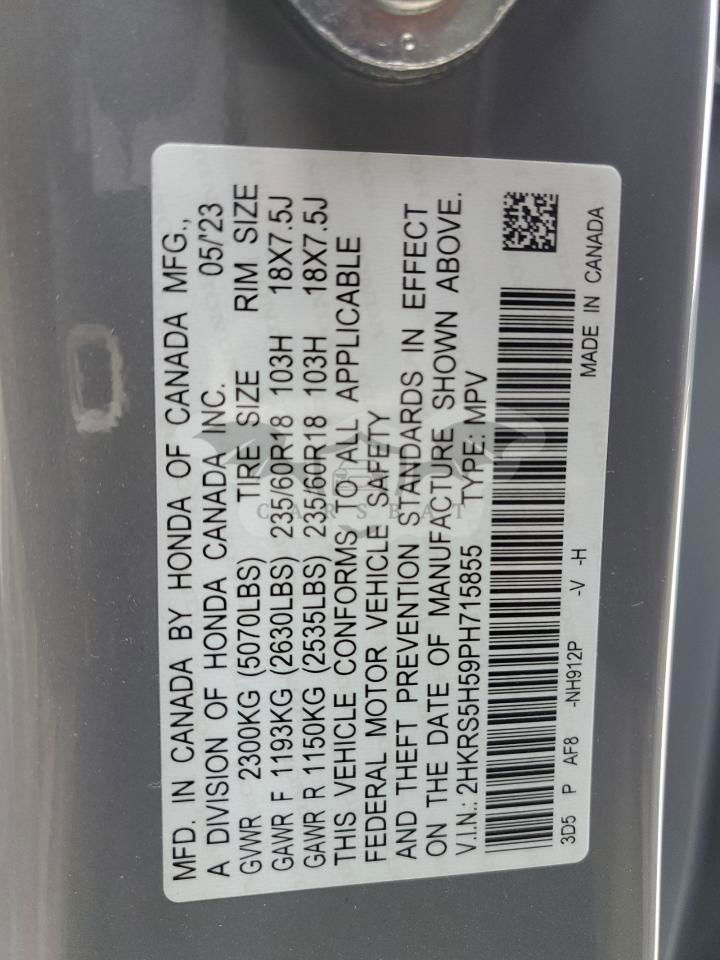 MFD. IN CANADA BY HONDA OF CANADA MFG.,
A DIVISION OF HONDA CANADA INC. 05/'23
GVWR 2300KG (5070LBS) TIRE SIZE RIM SIZE
GAWR F 1193KG (2630LBS) 235/60R18 103H 18X7.5J
GAWR R 1150KG (2535LBS) 235/60R18 103H 18X7.5J
THIS VEHICLE CONFORMS TO ALL APPLICABLE
FEDERAL MOTOR VEHICLE SAFETY
AND THEFT PREVENTION STANDARDS IN EFFECT
ON THE DATE OF MANUFACTURE SHOWN ABOVE.
V.I.N.: 2HKRS5H59PH715855 TYPE: MPV
3D5 P AF8 -NH912P -V -H MADE IN CANADA
CARSBAT